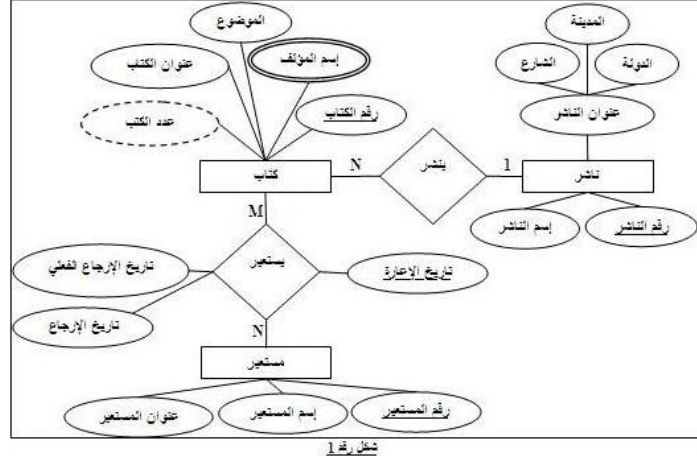 الموضوع
المدينة
عنوان الكتاب
إسم المؤلف
الشارع
الدولة
عدد الكتب
رقم الكتاب
عنوان الناشر
كتاب
N
ينشر
1
ناشر
M
إسم الناشر
رقم الناشر
تاريخ الإرجاع الفعلي
يستعير
تاريخ الإعارة
تاريخ الإرجاع
N
مستعير
عنوان المستعير
إسم المستعير
رقم المستعير
شكل رقم 1